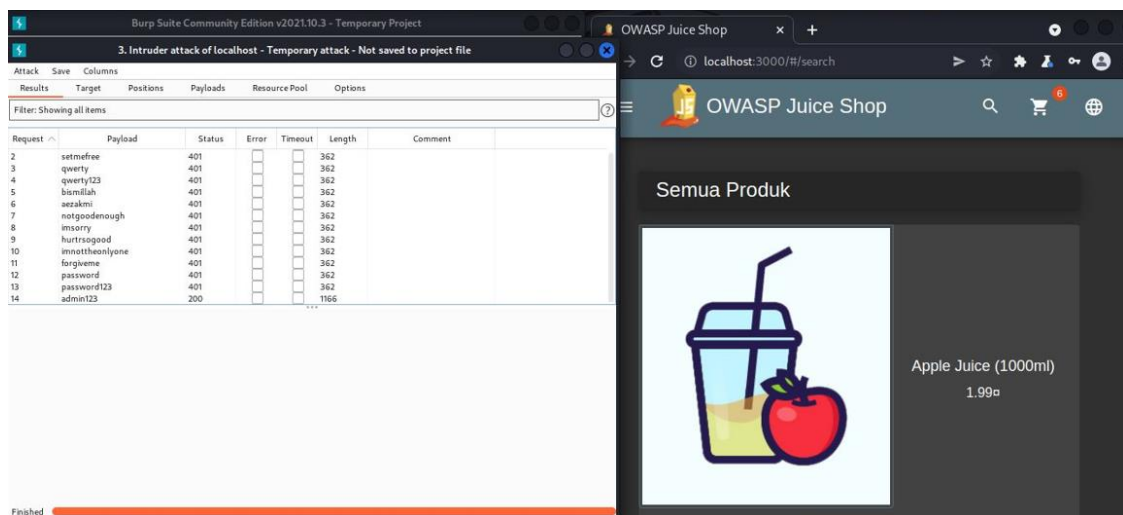 Burp Suite Community Edition v2021.10.3 - Temporary Project
3. Intruder attack of localhost - Temporary attack - Not saved to project file
Attack Save Columns
Results Target Positions Payloads Resource Pool Options
Filter: Showing all items
?
Request Payload Status Error Timeout Length Comment
2 setmefree 401 362
3 qwerty 401 362
4 qwerty123 401 362
5 bismillah 401 362
6 aezakmi 401 362
7 notgoodenough 401 362
8 imsorry 401 362
9 hurtrsogood 401 362
10 imnottheonlyone 401 362
11 forgiveme 401 362
12 password 401 362
13 password123 401 362
14 admin123 200 1166
Finished
OWASP Juice Shop
localhost:3000/#/search
6
JS
OWASP Juice Shop
Semua Produk
Apple Juice (1000ml)
1.99¤